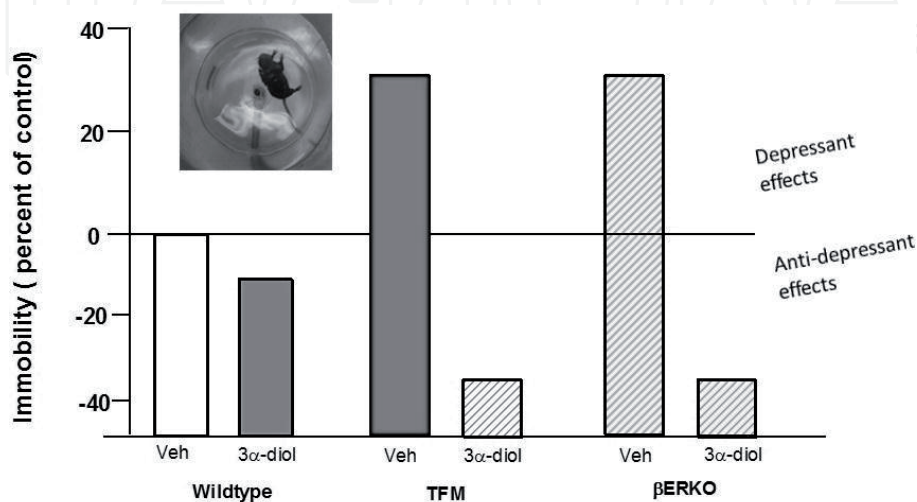 Immobility ( percent of control)
40
20
0
-20
-40
Depressant
effects
Anti-depressant
effects
Veh 3α-diol Veh 3α-diol Veh 3α-diol
Wildtype TFM βERKO